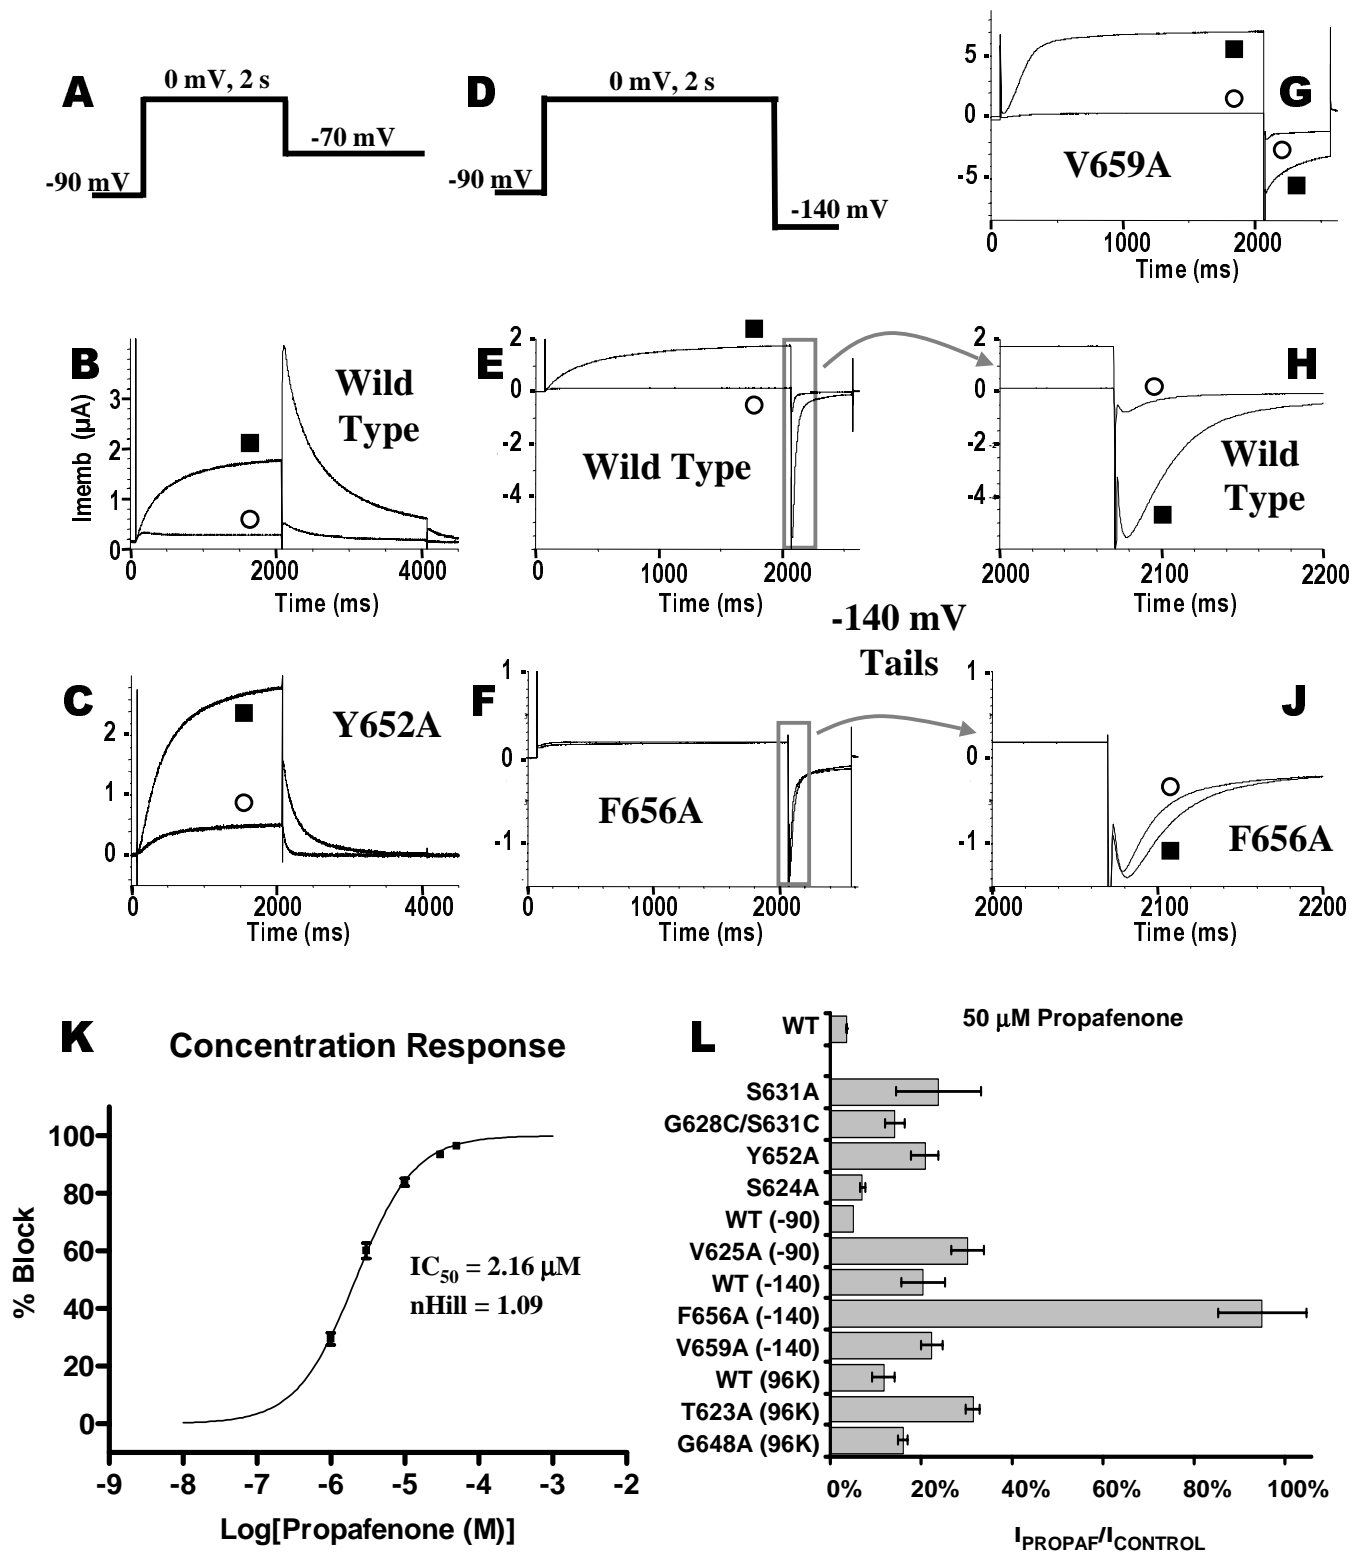 A
0 mV, 2 s
-70 mV
-90 mV
D
0 mV, 2 s
-90 mV
-140 mV
G
5
0
-5
V659A
0
1000
2000
Time (ms)
B
Imemb (µA)
3
2
1
0
Wild
Type
0
2000
4000
Time (ms)
E
2
0
-2
-4
Wild Type
0
1000
2000
Time (ms)
H
2
0
-2
-4
Wild
Type
2000
2100
2200
Time (ms)
-140 mV
Tails
C
2
1
0
Y652A
0
2000
4000
Time (ms)
F
1
0
-1
F656A
0
1000
2000
Time (ms)
J
1
0
-1
F656A
2000
2100
2200
Time (ms)
K
Concentration Response
% Block
100
80
60
40
20
0
IC50 = 2.16 µM
nHill = 1.09
-9 -8 -7 -6 -5 -4 -3 -2
Log[Propafenone (M)]
L
50 µM Propafenone
WT
S631A
G628C/S631C
Y652A
S624A
WT (-90)
V625A (-90)
WT (-140)
F656A (-140)
V659A (-140)
WT (96K)
T623A (96K)
G648A (96K)
0% 20% 40% 60% 80% 100%
IPROPAF/ICONTROL